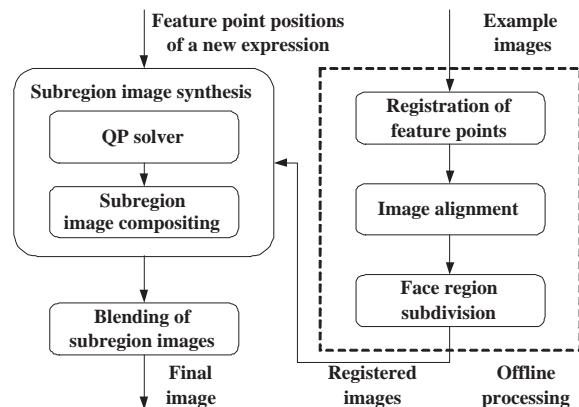 Feature point positions
of a new expression
Subregion image synthesis
QP solver
Subregion
image compositing
Blending of
subregion images
Final
image
Example
images
Registration of
feature points
Image alignment
Face region
subdivision
Registered
images
Offline
processing